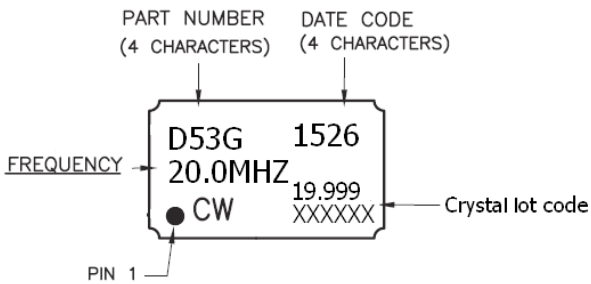 PART NUMBER
(4 CHARACTERS)
DATE CODE
(4 CHARACTERS)
D53G 1526
FREQUENCY
20.0MHZ
19.999
CW XXXXXX
Crystal lot code
PIN 1